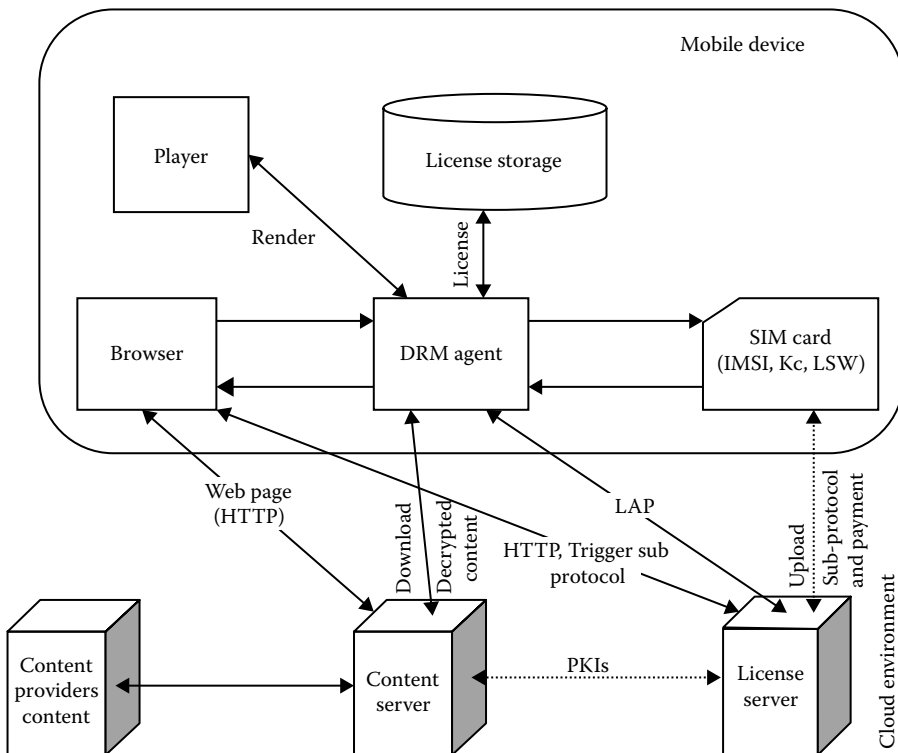 Mobile device
Player
License storage
Render
License
Browser
DRM agent
SIM card
(IMSI, Kc, LSW)
Web page
(HTTP)
Download
Decrypted
content
LAP
HTTP, Trigger sub
protocol
Upload
Sub-protocol
and payment
Cloud environment
Content
providers
content
Content
server
PKIs
License
server